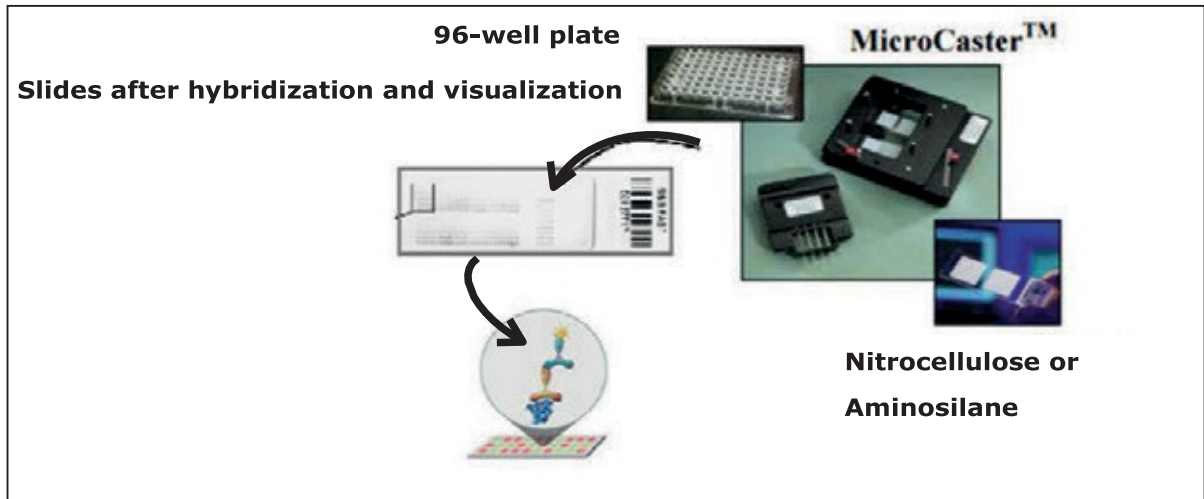 96-well plate
MicroCaster™
Slides after hybridization and visualization
Nitrocellulose or
Aminosilane